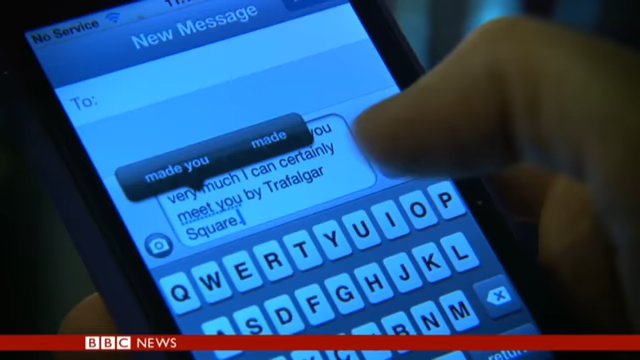 No Service
New Message
To:
made you made
you
very much I can certainly
meet you by Trafalgar
Square.
Q W E R T Y U I O P
A S D F G H J K L
B N M
return
BBC NEWS